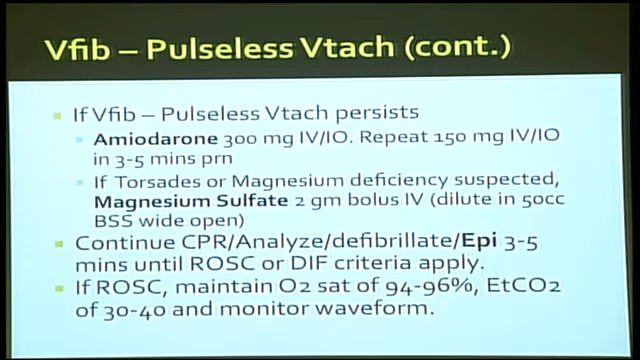 Vfib – Pulseless Vtach (cont.)
If Vfib – Pulseless Vtach persists
Amiodarone 300 mg IV/IO. Repeat 150 mg IV/IO
in 3-5 mins prn
If Torsades or Magnesium deficiency suspected,
Magnesium Sulfate 2 gm bolus IV (dilute in 50cc
BSS wide open)
Continue CPR/Analyze/defibrillate/Epi 3-5
mins until ROSC or DIF criteria apply.
If ROSC, maintain O2 sat of 94-96%, EtCO2
of 30-40 and monitor waveform.